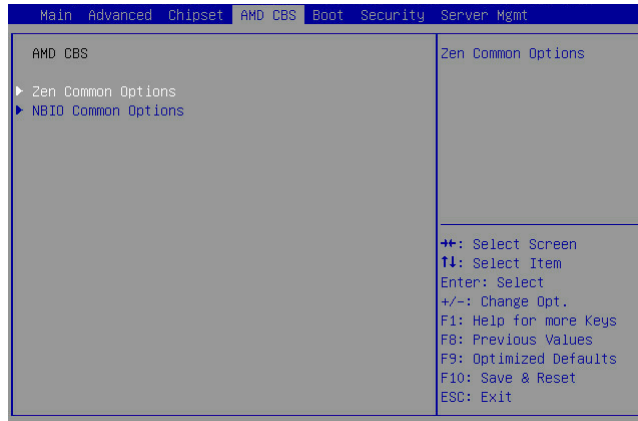 Main Advanced Chipset AMD CBS Boot Security Server Mgmt
AMD CBS
Zen Common Options
NBIO Common Options
Zen Common Options
→←: Select Screen
↑↓: Select Item
Enter: Select
+/-: Change Opt.
F1: Help for more Keys
F8: Previous Values
F9: Optimized Defaults
F10: Save & Reset
ESC: Exit